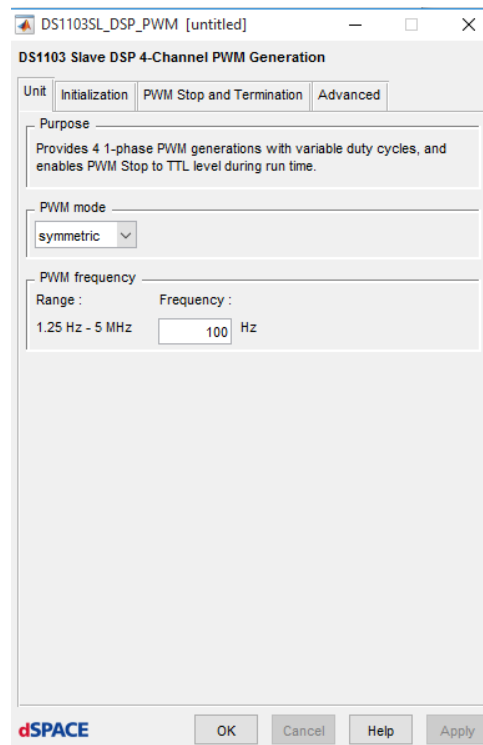 DS1103SL_DSP_PWM [untitled]
DS1103 Slave DSP 4-Channel PWM Generation
Unit Initialization PWM Stop and Termination Advanced
Purpose
Provides 4 1-phase PWM generations with variable duty cycles, and
enables PWM Stop to TTL level during run time.
PWM mode
symmetric
PWM frequency
Range : Frequency :
1.25 Hz - 5 MHz 100 Hz
dSPACE OK Cancel Help Apply